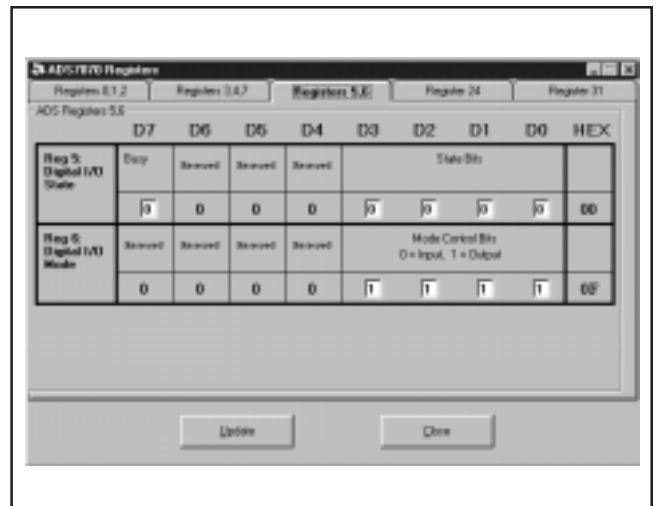 ADS7870 Registers
Registers 0,1,2 Registers 3,4,7 Registers 5,6 Register 24 Register 31
ADS Registers 5,6
D7 D6 D5 D4 D3 D2 D1 D0 HEX
Reg 5: Digital I/O State Busy Reserved Reserved Reserved State Bits
0 0 0 0 0 0 0 0 00
Reg 6: Digital I/O Mode Reserved Reserved Reserved Reserved Mode Control Bits
0 = Input, 1 = Output
0 0 0 0 1 1 1 1 0F
Update Close